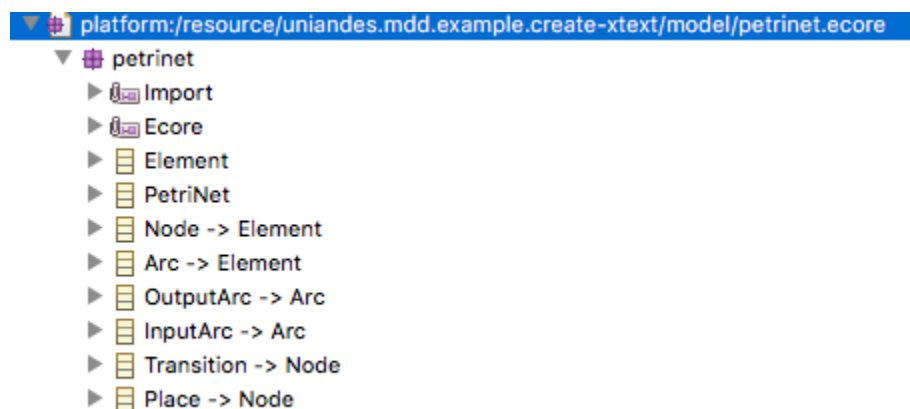 platform:/resource/uniandes.mdd.example.create-xtext/model/petrinet.ecore
petrinet
Import
Ecore
Element
PetriNet
Node -> Element
Arc -> Element
OutputArc -> Arc
InputArc -> Arc
Transition -> Node
Place -> Node